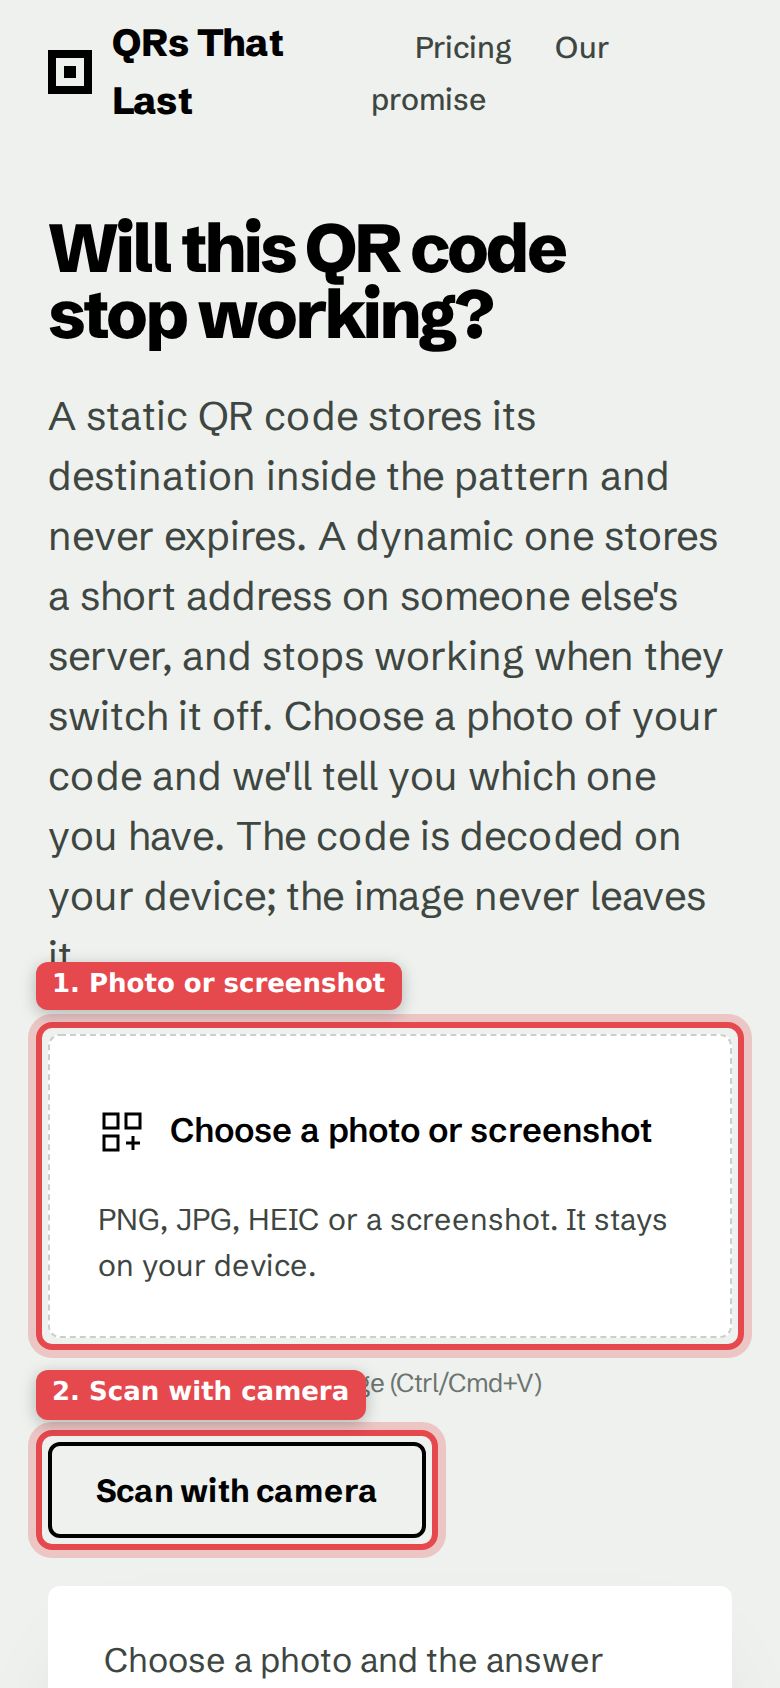 QRs That
Last
Pricing Our
promise
Will this QR code
stop working?
A static QR code stores its
destination inside the pattern and
never expires. A dynamic one stores
a short address on someone else's
server, and stops working when they
switch it off. Choose a photo of your
code and we'll tell you which one
you have. The code is decoded on
your device; the image never leaves
it
1. Photo or screenshot
Choose a photo or screenshot
PNG, JPG, HEIC or a screenshot. It stays
on your device.
2. Scan with camera
(Ctrl/Cmd+V)
Scan with camera
Choose a photo and the answer